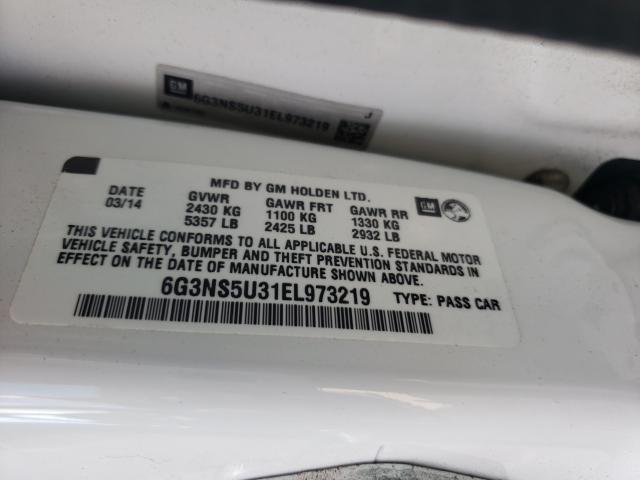 GM
6G3NS5U31EL973219
J
MFD BY GM HOLDEN LTD.
DATE GVWR GAWR FRT GAWR RR GM
03/14 2430 KG 1100 KG 1330 KG
5357 LB 2425 LB 2932 LB
THIS VEHICLE CONFORMS TO ALL APPLICABLE U.S. FEDERAL MOTOR
VEHICLE SAFETY, BUMPER AND THEFT PREVENTION STANDARDS IN
EFFECT ON THE DATE OF MANUFACTURE SHOWN ABOVE.
6G3NS5U31EL973219 TYPE: PASS CAR